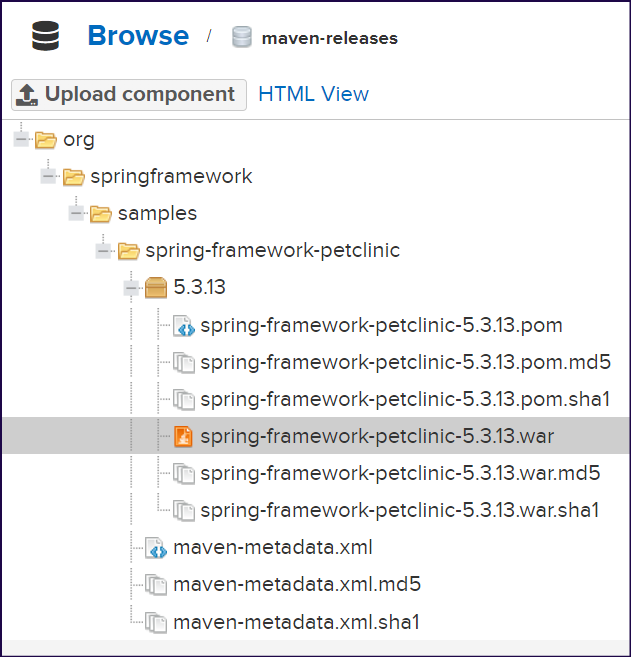 Browse / maven-releases
Upload component HTML View
org
springframework
samples
spring-framework-petclinic
5.3.13
spring-framework-petclinic-5.3.13.pom
spring-framework-petclinic-5.3.13.pom.md5
spring-framework-petclinic-5.3.13.pom.sha1
spring-framework-petclinic-5.3.13.war
spring-framework-petclinic-5.3.13.war.md5
spring-framework-petclinic-5.3.13.war.sha1
maven-metadata.xml
maven-metadata.xml.md5
maven-metadata.xml.sha1